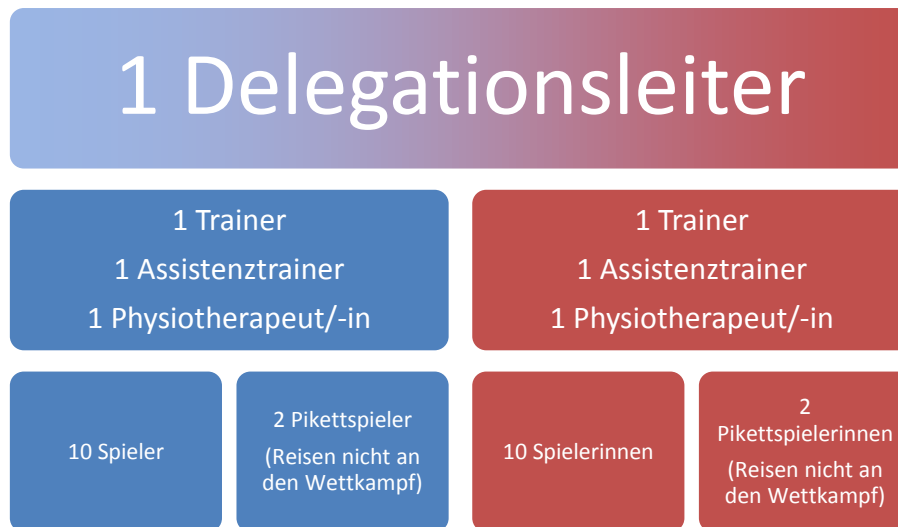 1 Delegationsleiter
1 Trainer
1 Assistenztrainer
1 Physiotherapeut/-in
1 Trainer
1 Assistenztrainer
1 Physiotherapeut/-in
10 Spieler
2 Pikettspieler
(Reisen nicht an
den Wettkampf)
10 Spielerinnen
2
Pikettspielerinnen
(Reisen nicht an
den Wettkampf)